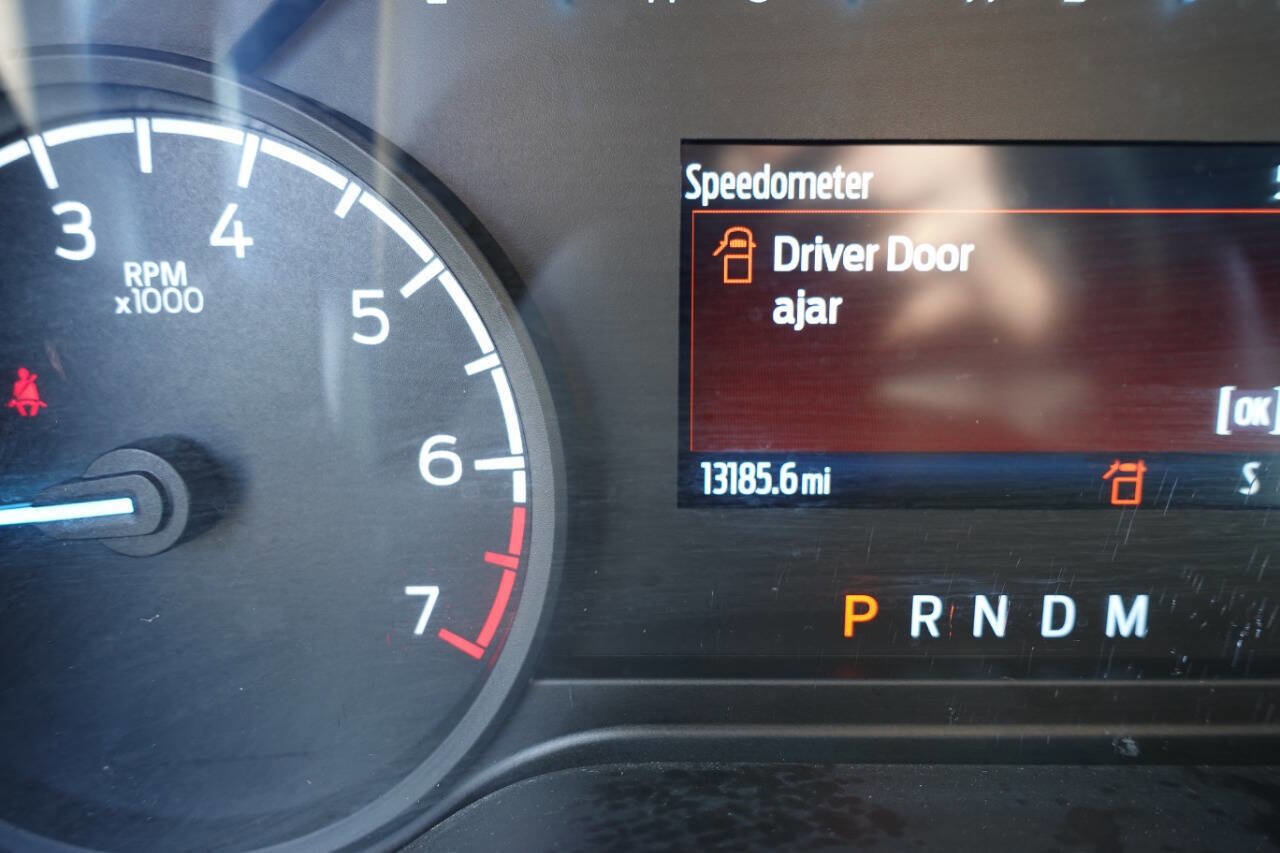 3
4
RPM
x1000
5
6
7
Speedometer
Driver Door
ajar
[OK]
13185.6 mi
S
P R N D M